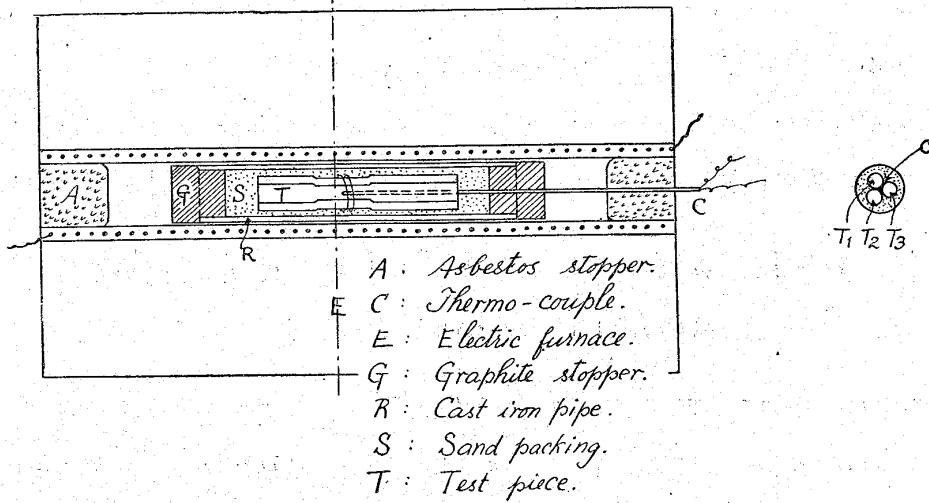 A
G
S
T
C
R
C
T1 T2 T3
E
A : Asbestos stopper.
C : Thermo-couple.
E : Electric furnace.
G : Graphite stopper.
R : Cast iron pipe.
S : Sand packing.
T : Test piece.